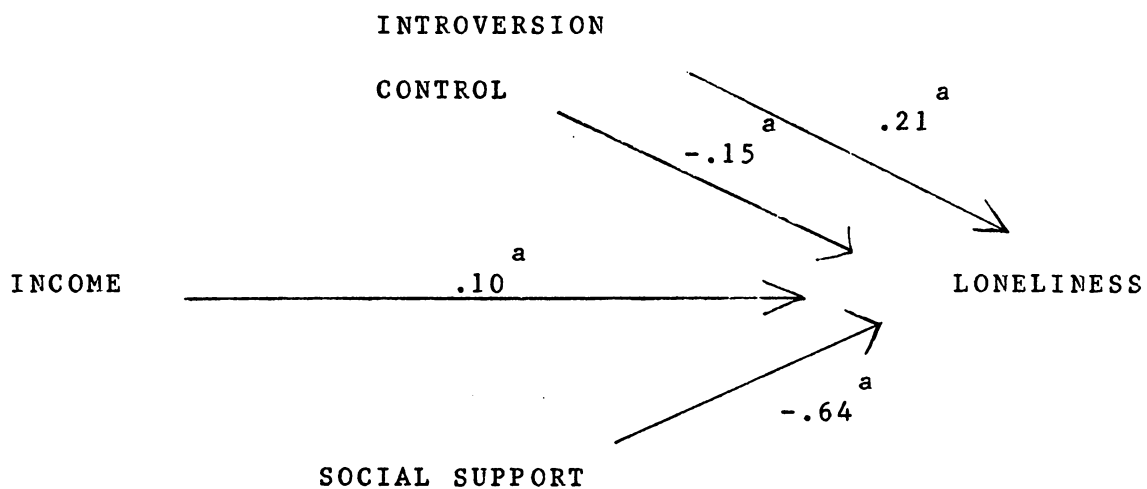 INTROVERSION
CONTROL
.21 a
-.15 a
INCOME
.10 a
LONELINESS
-.64 a
SOCIAL SUPPORT